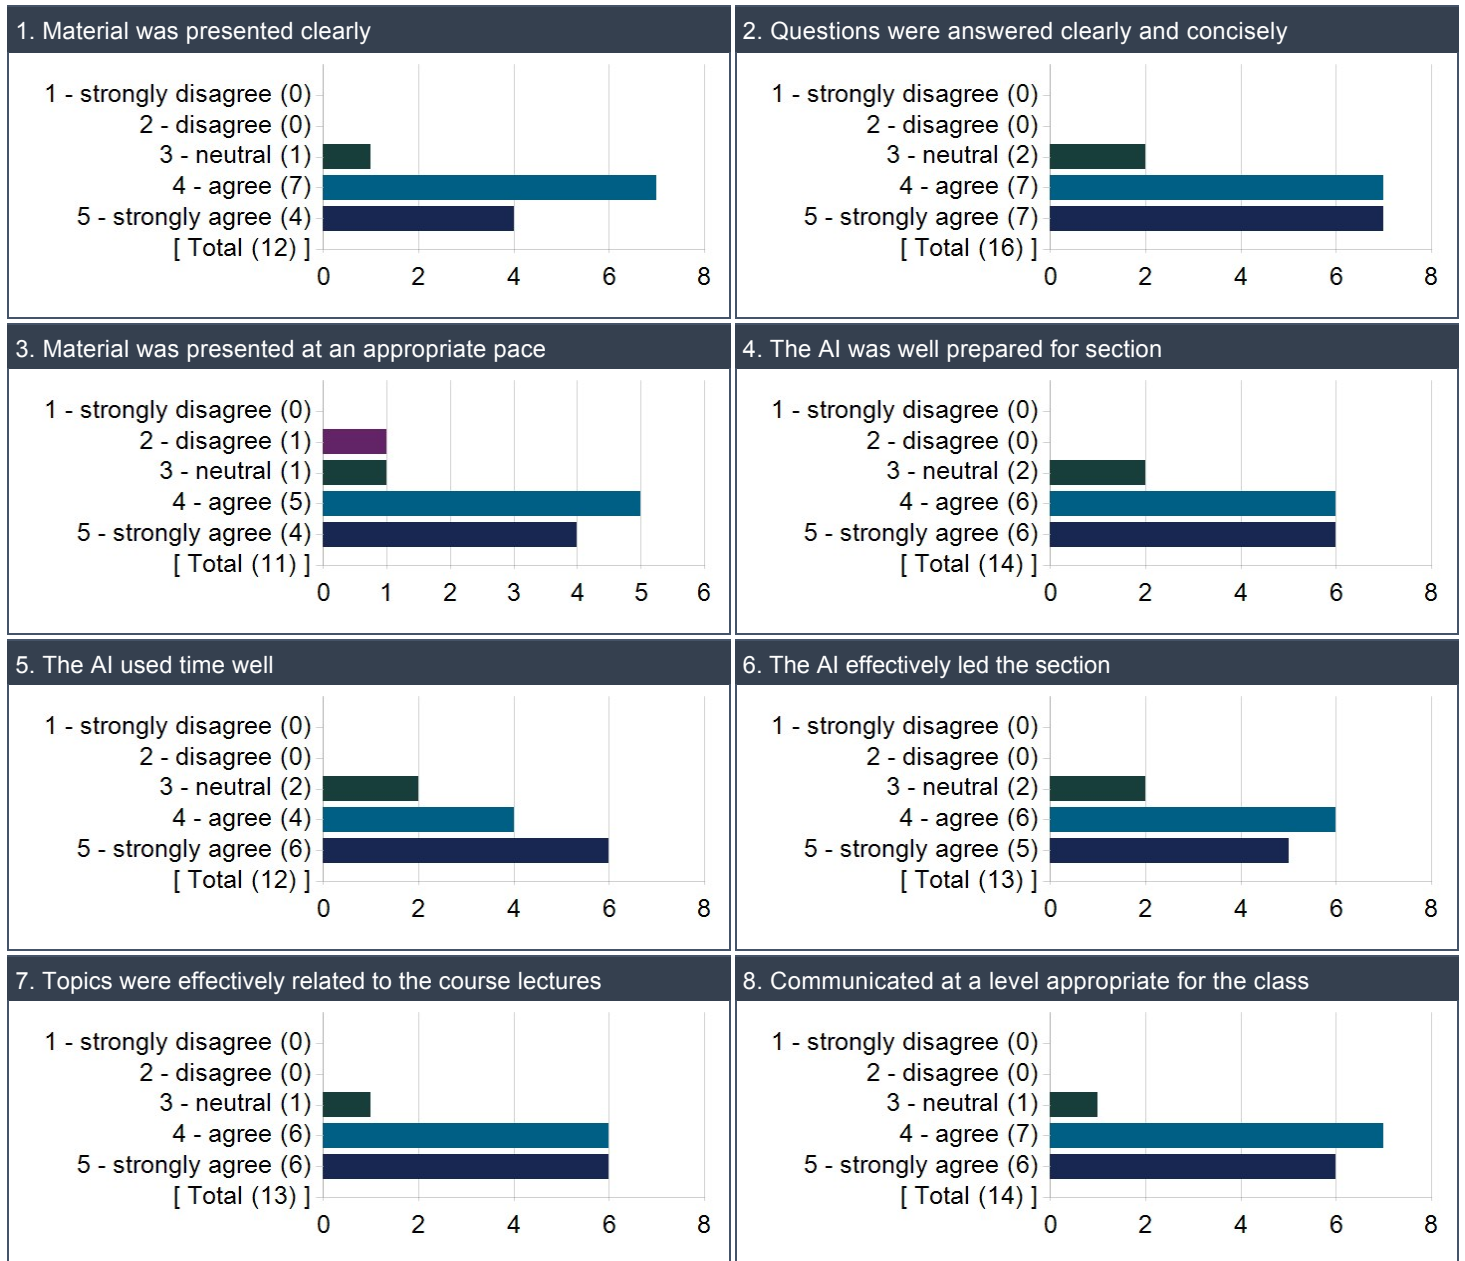 1. Material was presented clearly
1 - strongly disagree (0)
2 - disagree (0)
3 - neutral (1)
4 - agree (7)
5 - strongly agree (4)
[ Total (12) ]
0 2 4 6 8
2. Questions were answered clearly and concisely
1 - strongly disagree (0)
2 - disagree (0)
3 - neutral (2)
4 - agree (7)
5 - strongly agree (7)
[ Total (16) ]
0 2 4 6 8
3. Material was presented at an appropriate pace
1 - strongly disagree (0)
2 - disagree (1)
3 - neutral (1)
4 - agree (5)
5 - strongly agree (4)
[ Total (11) ]
0 1 2 3 4 5 6
4. The AI was well prepared for section
1 - strongly disagree (0)
2 - disagree (0)
3 - neutral (2)
4 - agree (6)
5 - strongly agree (6)
[ Total (14) ]
0 2 4 6 8
5. The AI used time well
1 - strongly disagree (0)
2 - disagree (0)
3 - neutral (2)
4 - agree (4)
5 - strongly agree (6)
[ Total (12) ]
0 2 4 6 8
6. The AI effectively led the section
1 - strongly disagree (0)
2 - disagree (0)
3 - neutral (2)
4 - agree (6)
5 - strongly agree (5)
[ Total (13) ]
0 2 4 6 8
7. Topics were effectively related to the course lectures
1 - strongly disagree (0)
2 - disagree (0)
3 - neutral (1)
4 - agree (6)
5 - strongly agree (6)
[ Total (13) ]
0 2 4 6 8
8. Communicated at a level appropriate for the class
1 - strongly disagree (0)
2 - disagree (0)
3 - neutral (1)
4 - agree (7)
5 - strongly agree (6)
[ Total (14) ]
0 2 4 6 8